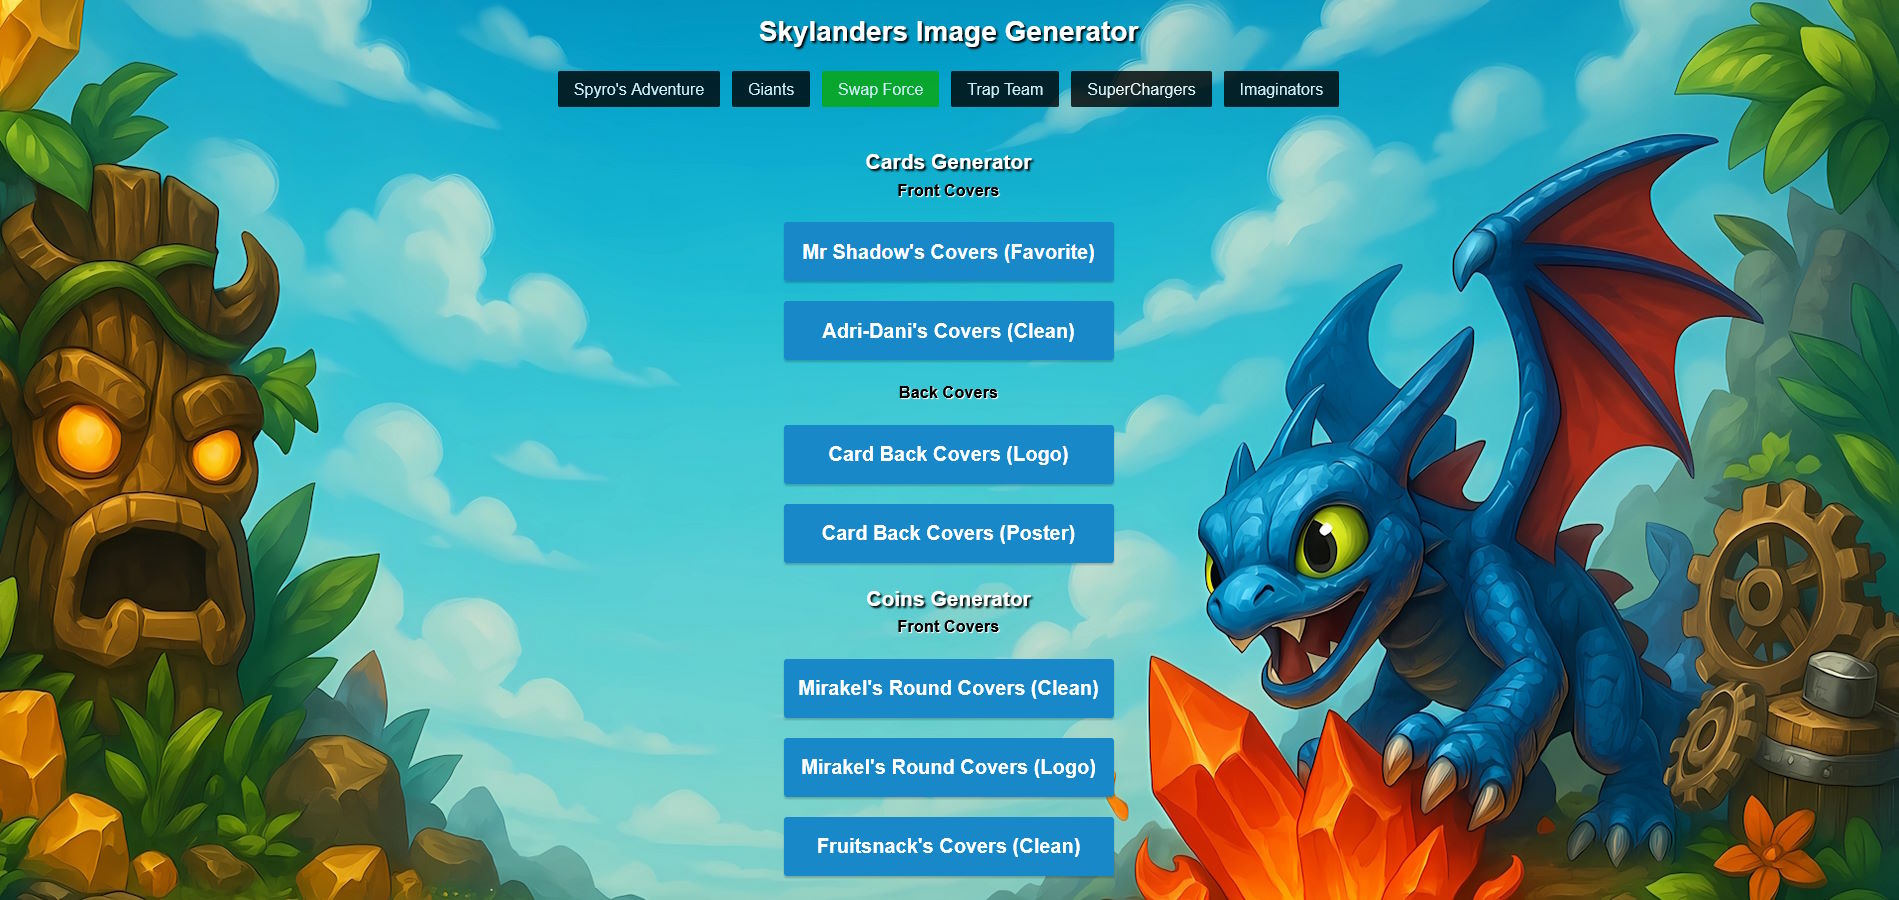 Skylanders Image Generator
Spyro's Adventure Giants Swap Force Trap Team SuperChargers Imaginators
Cards Generator
Front Covers
Mr Shadow's Covers (Favorite)
Adri-Dani's Covers (Clean)
Back Covers
Card Back Covers (Logo)
Card Back Covers (Poster)
Coins Generator
Front Covers
Mirakel's Round Covers (Clean)
Mirakel's Round Covers (Logo)
Fruitsnack's Covers (Clean)